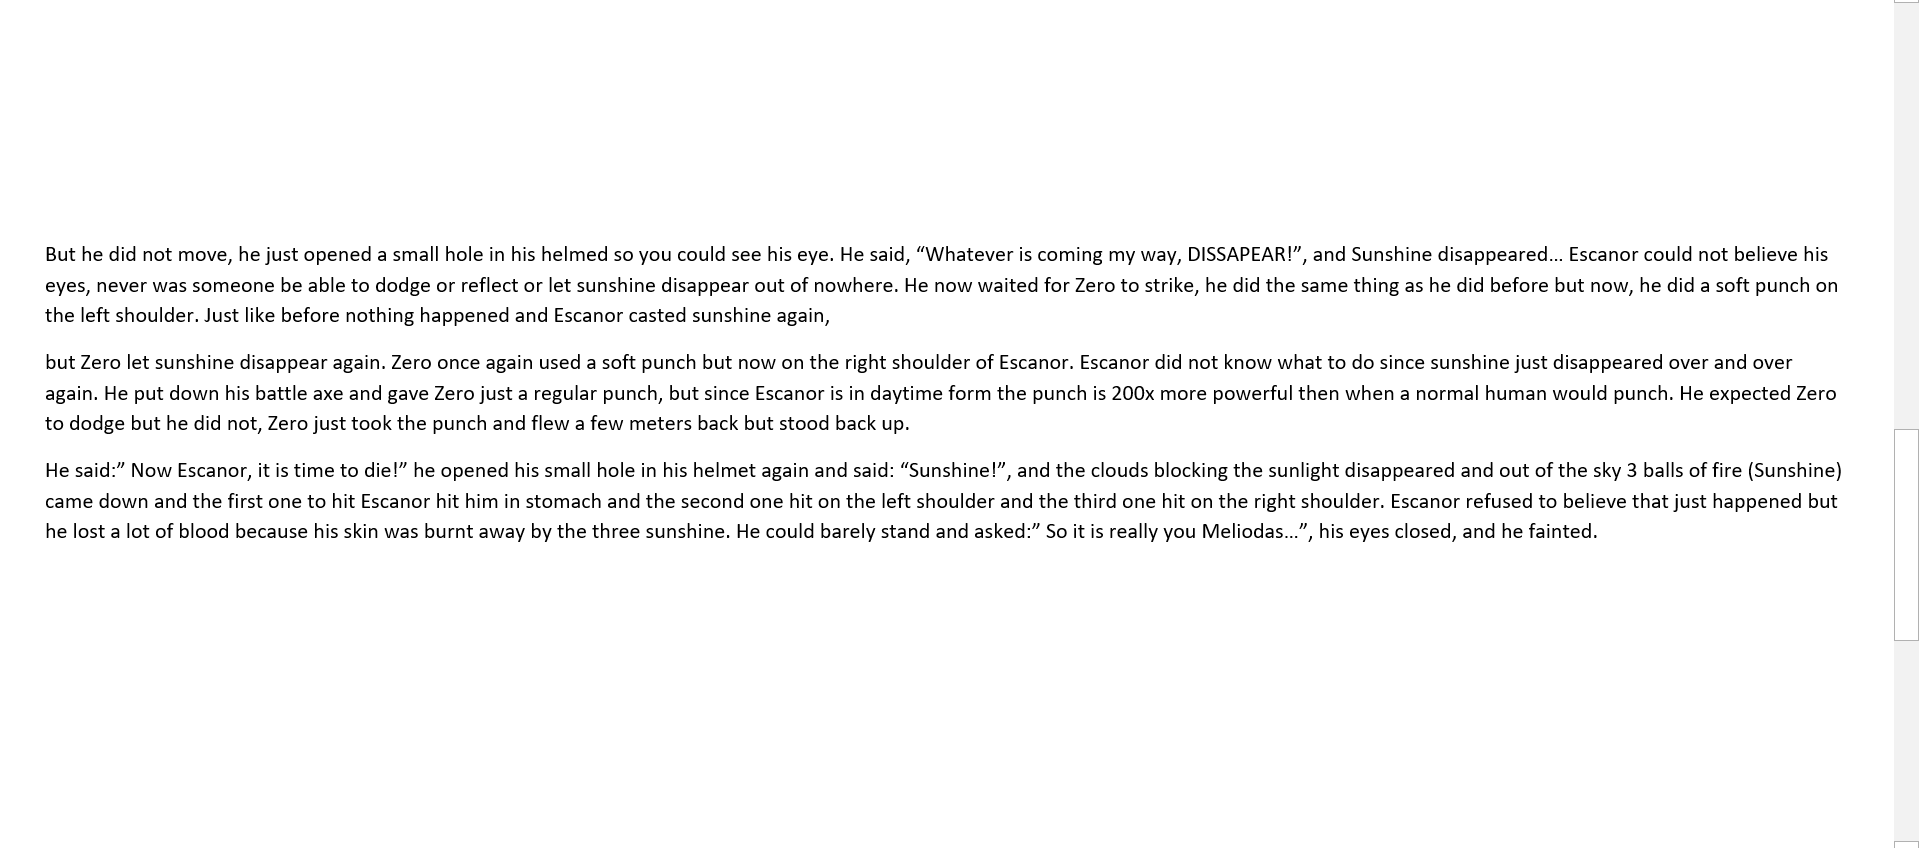 But he did not move, he just opened a small hole in his helmed so you could see his eye. He said, “Whatever is coming my way, DISSAPEAR!”, and Sunshine disappeared… Escanor could not believe his
eyes, never was someone be able to dodge or reflect or let sunshine disappear out of nowhere. He now waited for Zero to strike, he did the same thing as he did before but now, he did a soft punch on
the left shoulder. Just like before nothing happened and Escanor casted sunshine again,
but Zero let sunshine disappear again. Zero once again used a soft punch but now on the right shoulder of Escanor. Escanor did not know what to do since sunshine just disappeared over and over
again. He put down his battle axe and gave Zero just a regular punch, but since Escanor is in daytime form the punch is 200x more powerful then when a normal human would punch. He expected Zero
to dodge but he did not, Zero just took the punch and flew a few meters back but stood back up.
He said:” Now Escanor, it is time to die!” he opened his small hole in his helmet again and said: “Sunshine!”, and the clouds blocking the sunlight disappeared and out of the sky 3 balls of fire (Sunshine)
came down and the first one to hit Escanor hit him in stomach and the second one hit on the left shoulder and the third one hit on the right shoulder. Escanor refused to believe that just happened but
he lost a lot of blood because his skin was burnt away by the three sunshine. He could barely stand and asked:” So it is really you Meliodas…”, his eyes closed, and he fainted.